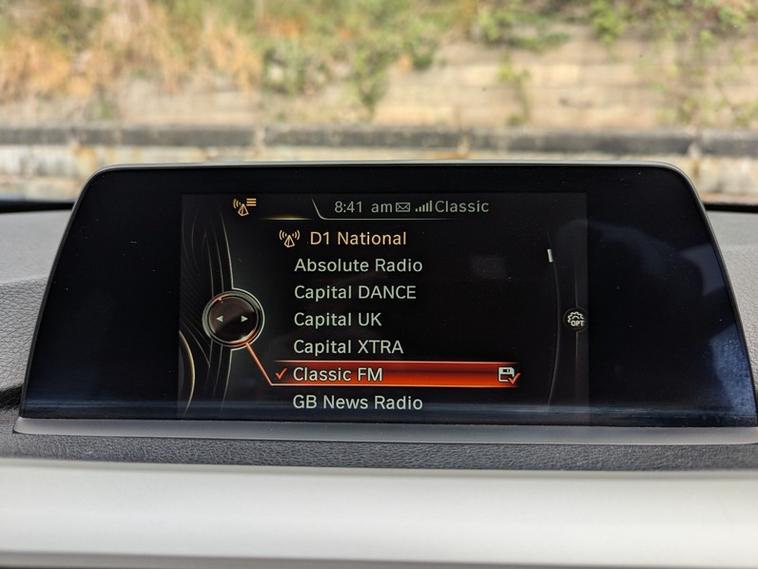 8:41 am Classic
D1 National
Absolute Radio
Capital DANCE
Capital UK
Capital XTRA
OPT
Classic FM
GB News Radio